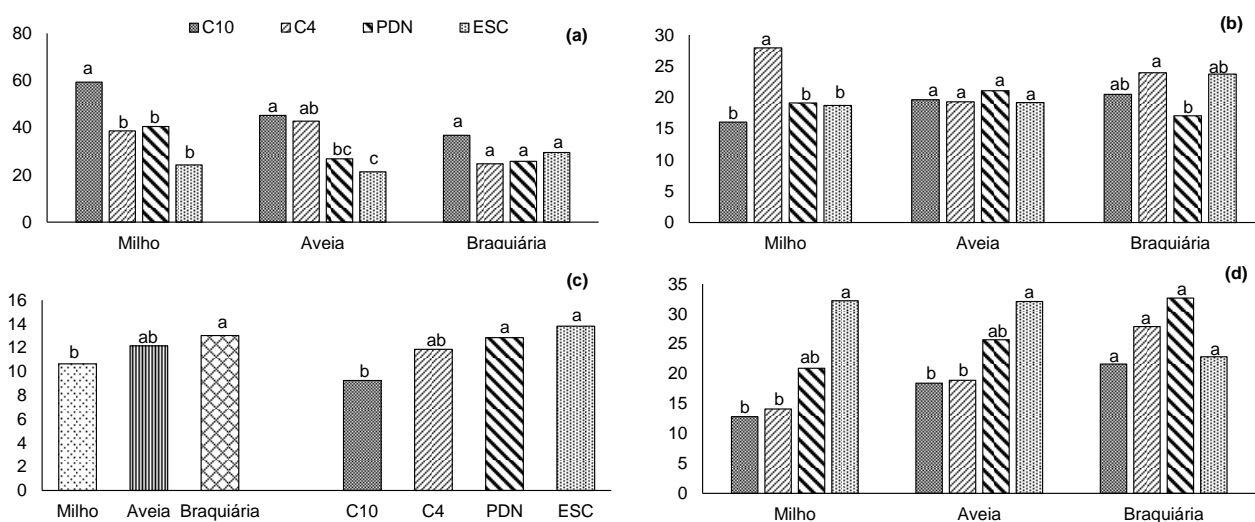 C10 C4 PDN ESC (a)
80
60
40
20
0
a b b b a ab bc c a a a a
Milho Aveia Braquiária
(b)
30
25
20
15
10
5
0
b a b b a a a a ab a b ab
Milho Aveia Braquiária
(c)
16
14
12
10
8
6
4
2
0
b ab a b ab a a
Milho Aveia Braquiária C10 C4 PDN ESC
(d)
35
30
25
20
15
10
5
0
b b ab a b b ab a a a a a
Milho Aveia Braquiária